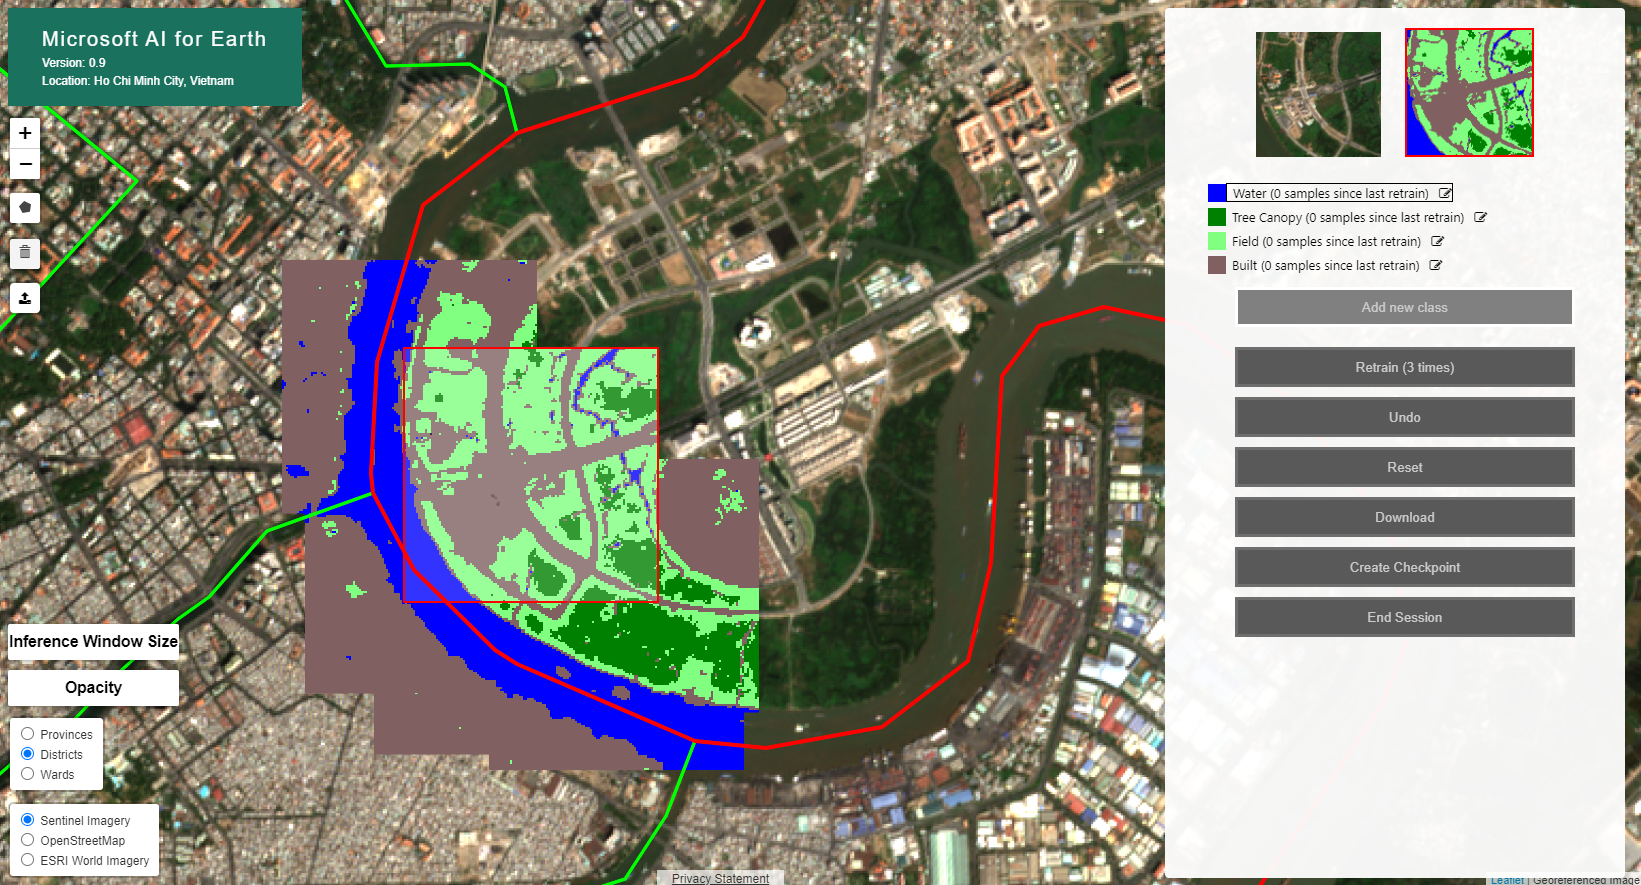 Microsoft AI for Earth
Version: 0.9
Location: Ho Chi Minh City, Vietnam
+
−
Inference Window Size
Opacity
Provinces
Districts
Wards
Sentinel Imagery
OpenStreetMap
ESRI World Imagery
Water (0 samples since last retrain)
Tree Canopy (0 samples since last retrain)
Field (0 samples since last retrain)
Built (0 samples since last retrain)
Add new class
Retrain (3 times)
Undo
Reset
Download
Create Checkpoint
End Session
Privacy Statement
Leaflet | Georeferenced Image